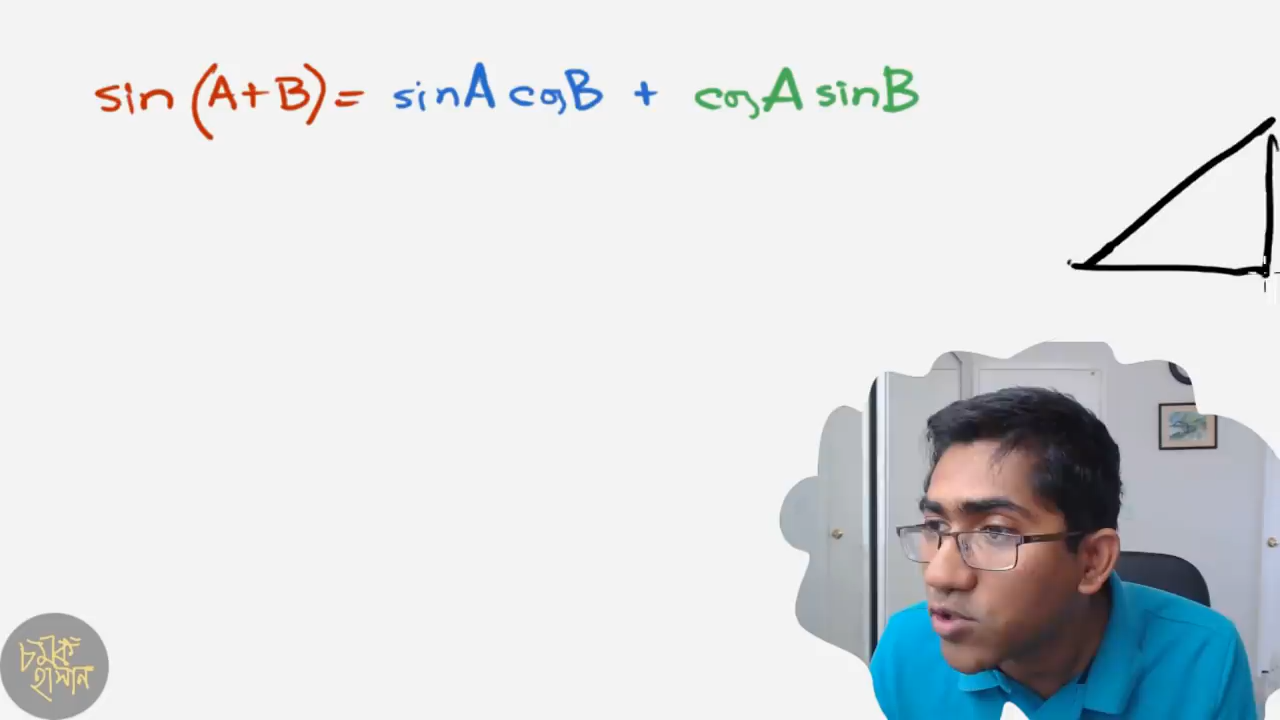 sin (A+B) = sinA cosB + cosA sinB
চমক
হাসান